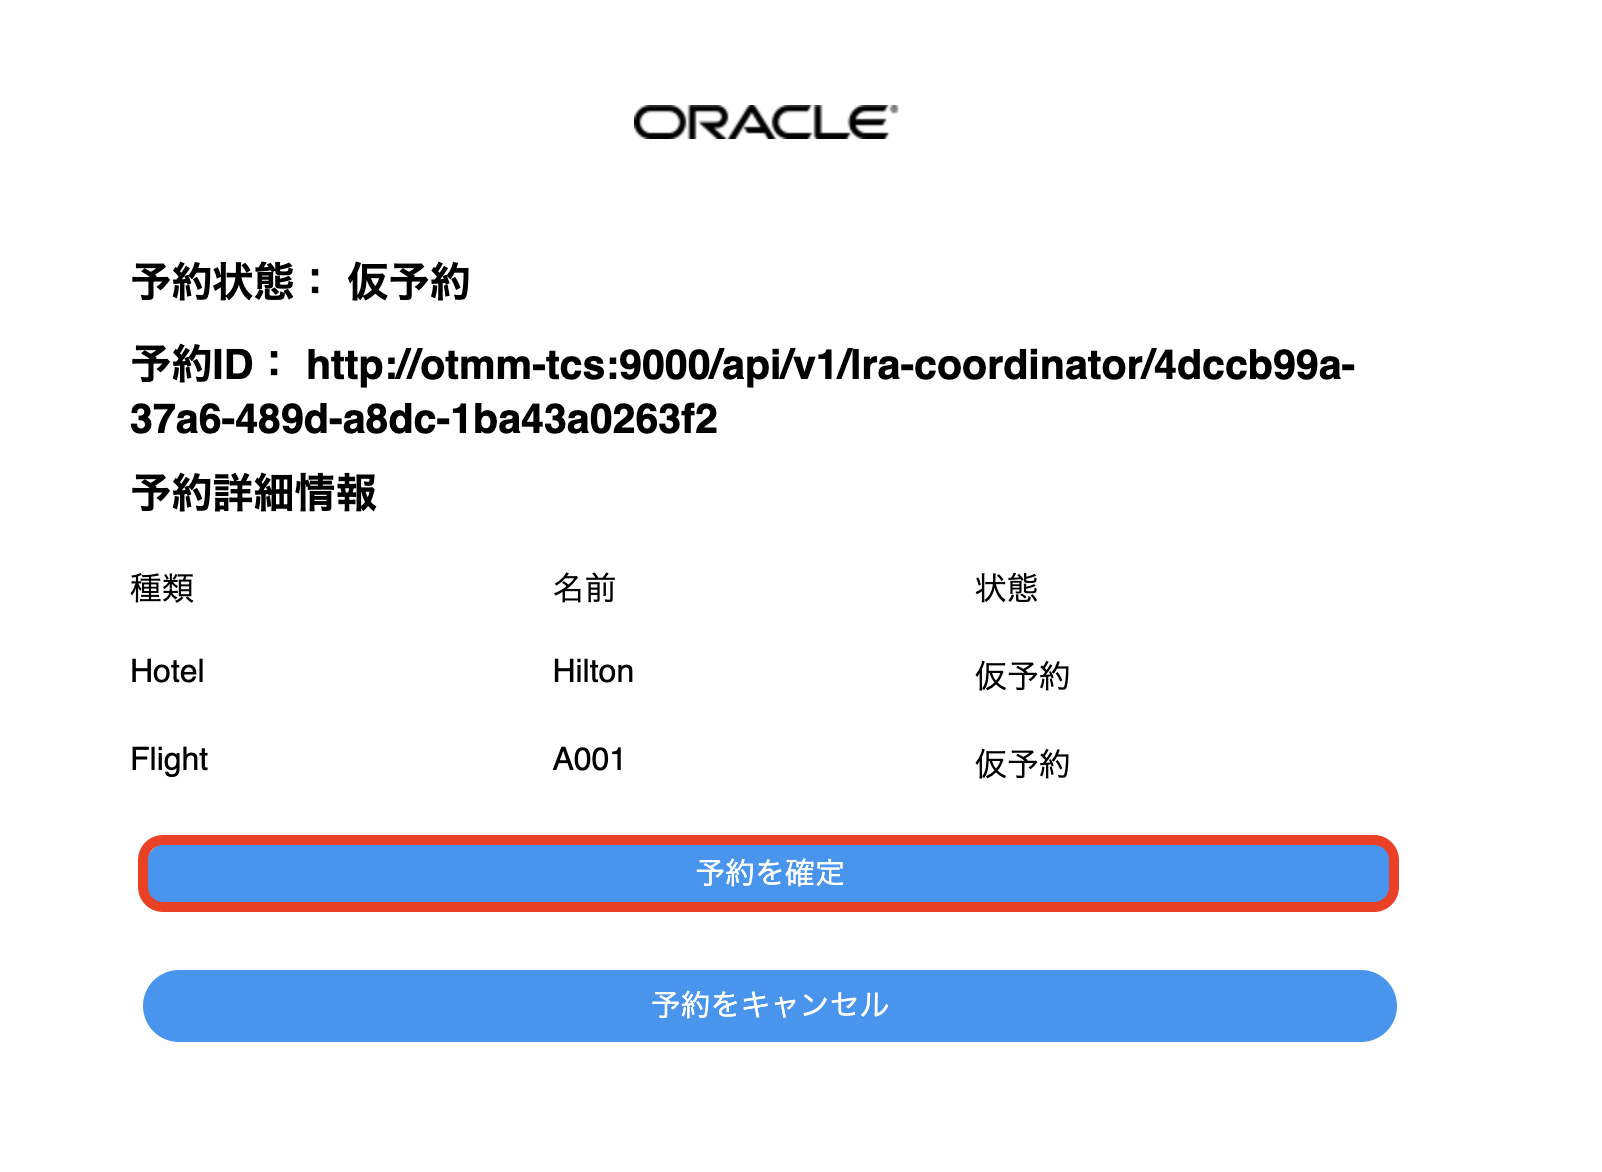 ORACLE®
予約状態： 仮予約
予約ID： http://otmm-tcs:9000/api/v1/lra-coordinator/4dccb99a-
37a6-489d-a8dc-1ba43a0263f2
予約詳細情報
種類 名前 状態
Hotel Hilton 仮予約
Flight A001 仮予約
予約を確定
予約をキャンセル